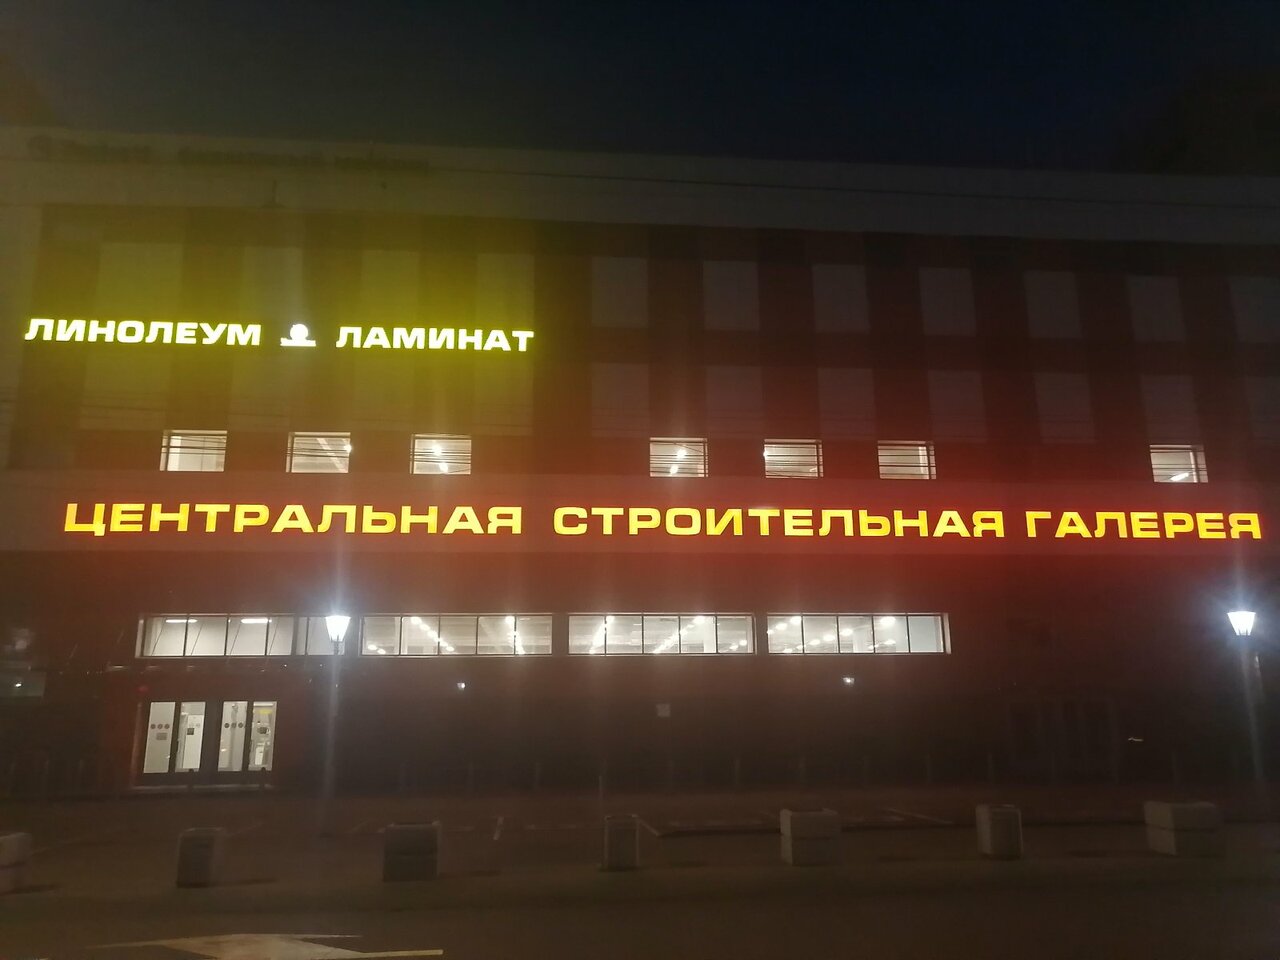 ЛИНОЛЕУМ ЛАМИНАТ
ЦЕНТРАЛЬНАЯ СТРОИТЕЛЬНАЯ ГАЛЕРЕЯ